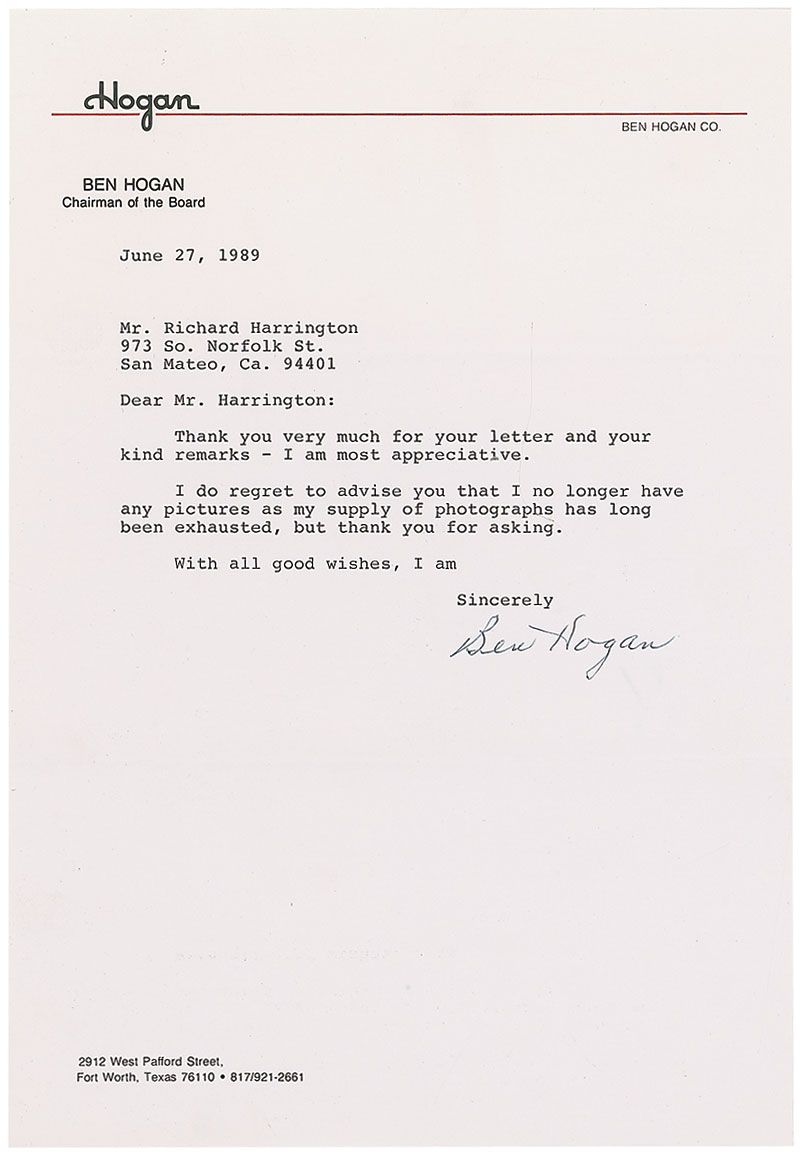 Hogan
BEN HOGAN CO.
BEN HOGAN
Chairman of the Board
June 27, 1989
Mr. Richard Harrington
973 So. Norfolk St.
San Mateo, Ca. 94401
Dear Mr. Harrington:
Thank you very much for your letter and your
kind remarks - I am most appreciative.
I do regret to advise you that I no longer have
any pictures as my supply of photographs has long
been exhausted, but thank you for asking.
With all good wishes, I am
Sincerely
Ben Hogan
2912 West Pafford Street,
Fort Worth, Texas 76110 • 817/921-2661